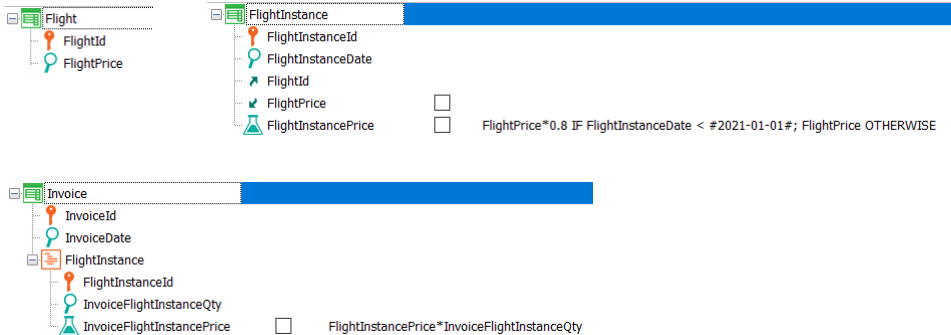 Flight
FlightId
FlightPrice
FlightInstance
FlightInstanceId
FlightInstanceDate
FlightId
FlightPrice
FlightInstancePrice FlightPrice*0.8 IF FlightInstanceDate < #2021-01-01#; FlightPrice OTHERWISE
Invoice
InvoiceId
InvoiceDate
FlightInstance
FlightInstanceId
InvoiceFlightInstanceQty
InvoiceFlightInstancePrice FlightInstancePrice*InvoiceFlightInstanceQty